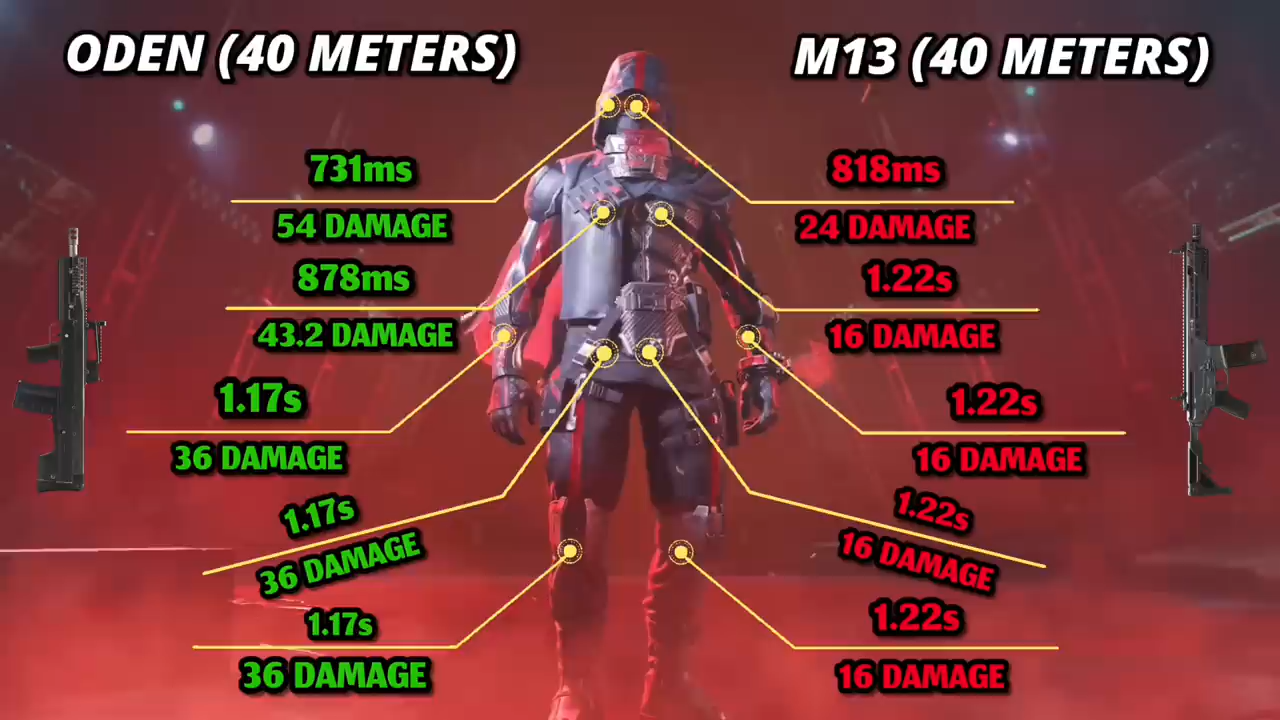 ODEN (40 METERS)
731ms
54 DAMAGE
878ms
43.2 DAMAGE
1.17s
36 DAMAGE
1.17s
36 DAMAGE
1.17s
36 DAMAGE
M13 (40 METERS)
818ms
24 DAMAGE
1.22s
16 DAMAGE
1.22s
16 DAMAGE
1.22s
16 DAMAGE
1.22s
16 DAMAGE